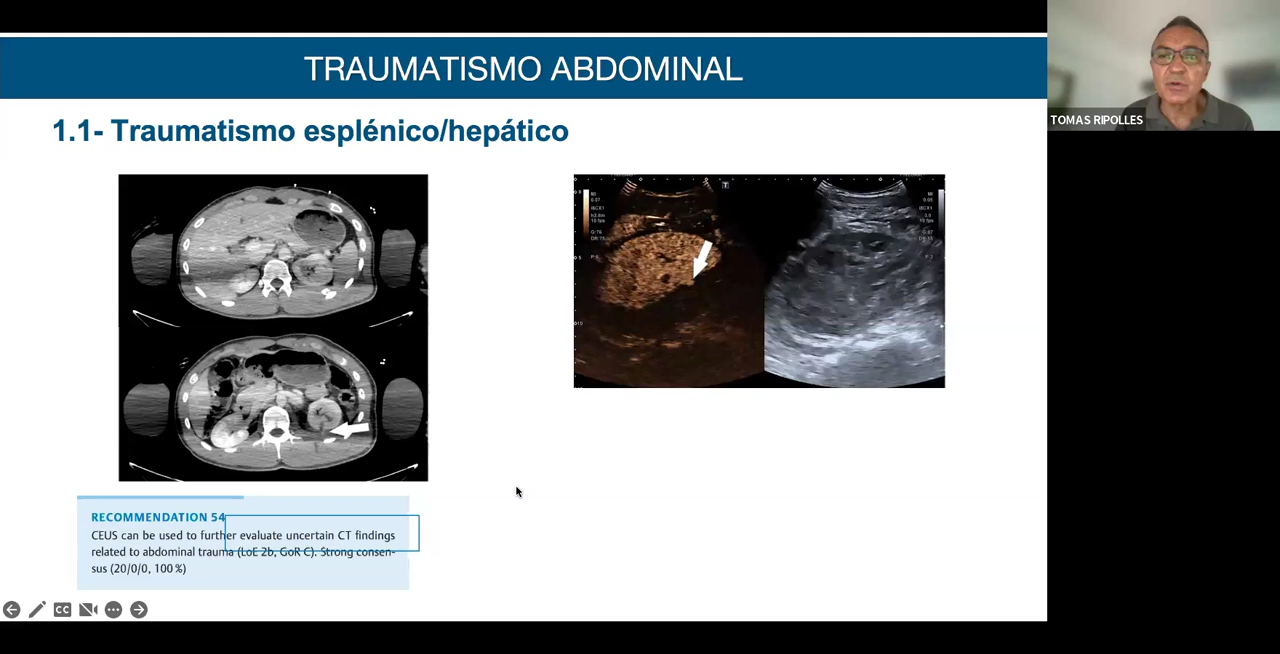 TRAUMATISMO ABDOMINAL
1.1- Traumatismo esplénico/hepático
TOMAS RIPOLLES
RECOMMENDATION 54
CEUS can be used to further evaluate uncertain CT findings
related to abdominal trauma (LoE 2b, GoR C). Strong consen-
sus (20/0/0, 100 %)
CC